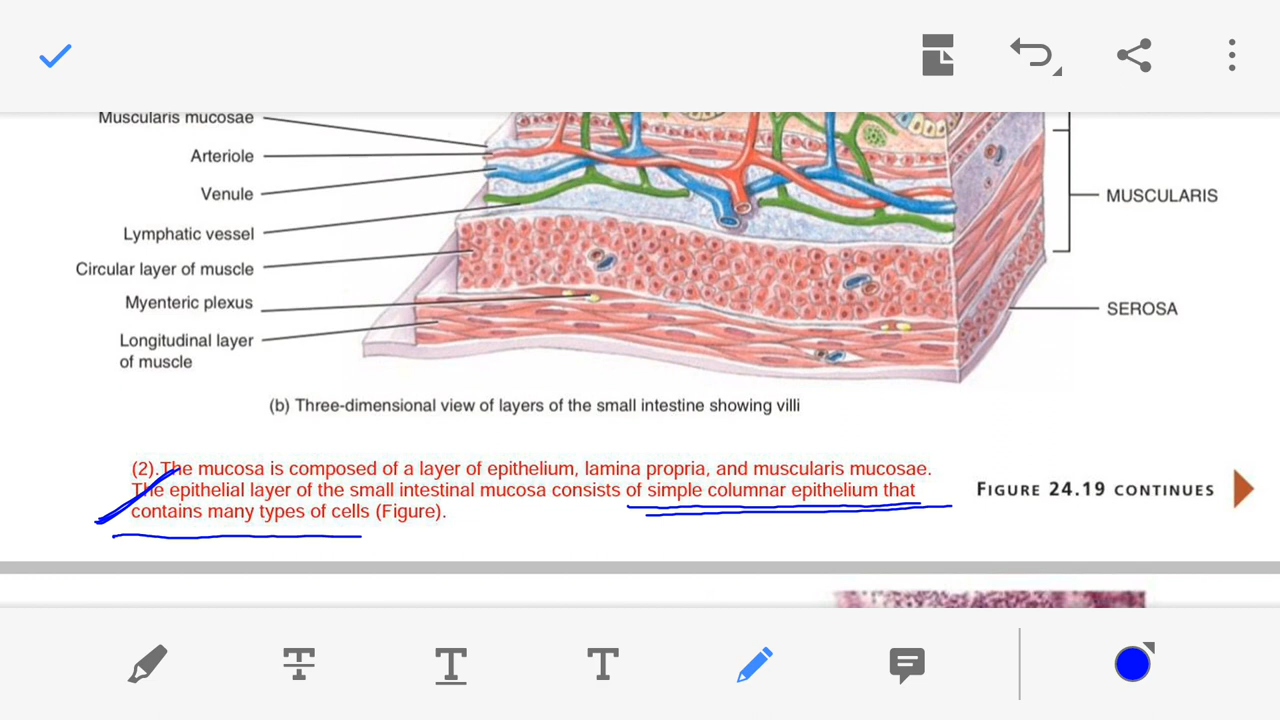 Muscularis mucosae
Arteriole
Venule
Lymphatic vessel
Circular layer of muscle
Myenteric plexus
Longitudinal layer
of muscle
MUSCULARIS
SEROSA
(b) Three-dimensional view of layers of the small intestine showing villi
(2).The mucosa is composed of a layer of epithelium, lamina propria, and muscularis mucosae.
The epithelial layer of the small intestinal mucosa consists of simple columnar epithelium that
contains many types of cells (Figure).
FIGURE 24.19 CONTINUES
T
T
T